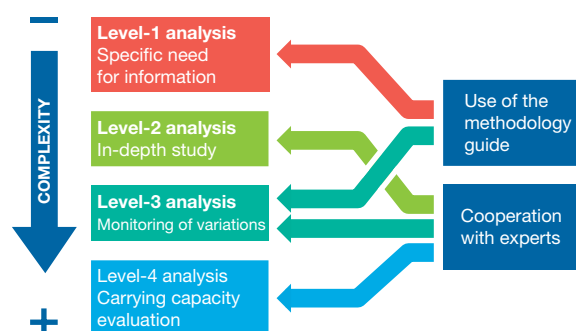 −
COMPLEXITY
+
Level-1 analysis
Specific need
for information
Level-2 analysis
In-depth study
Level-3 analysis
Monitoring of variations
Level-4 analysis
Carrying capacity
evaluation
Use of the
methodology
guide
Cooperation
with experts